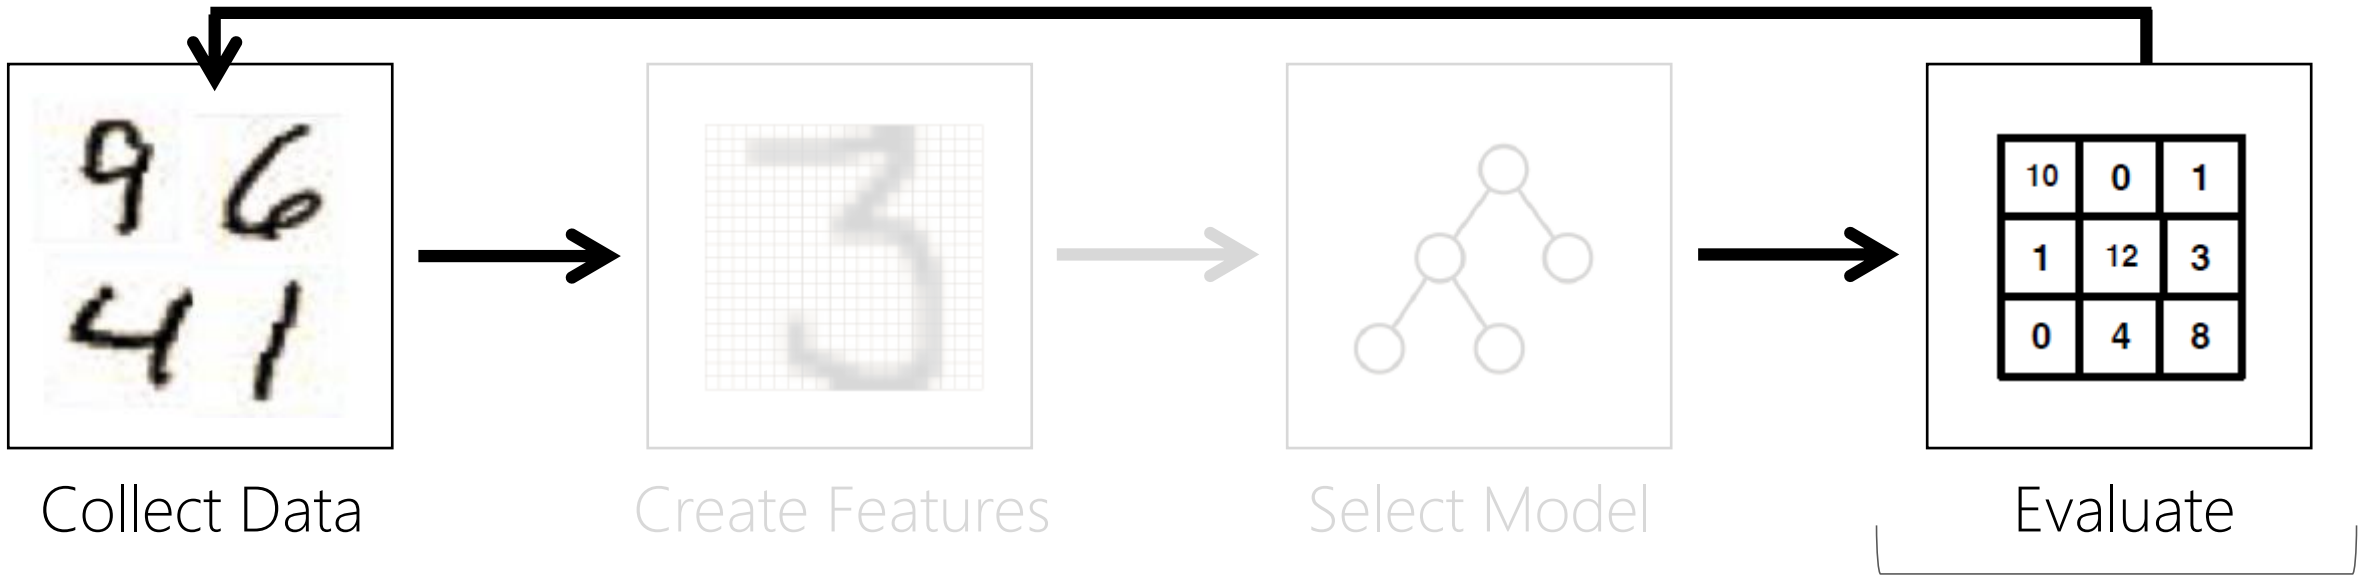 9 6
4 1
3
10 0 1
1 12 3
0 4 8
Collect Data
Create Features
Select Model
Evaluate